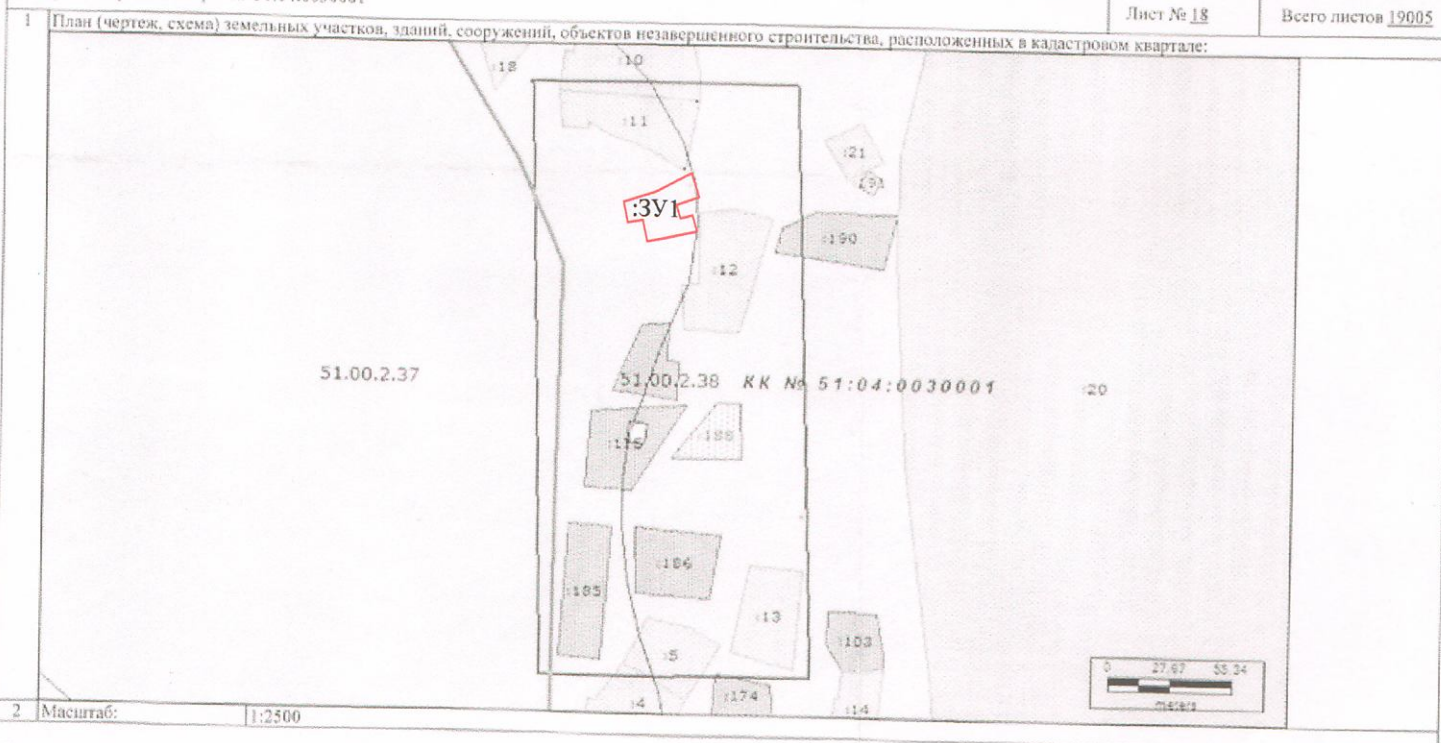 Лист № 18
Всего листов 19005
1 План (чертеж, схема) земельных участков, зданий, сооружений, объектов незавершенного строительства, расположенных в кадастровом квартале:
:18
:10
:11
:21
:ЗУ1
:190
:12
51.00.2.37
51.00.2.38 КК № 51:04:0030001
:20
:188
:186
:185
:13
:103
:5
:4
:174
:14
0 27.67 55.34
meters
2 Масштаб: 1:2500